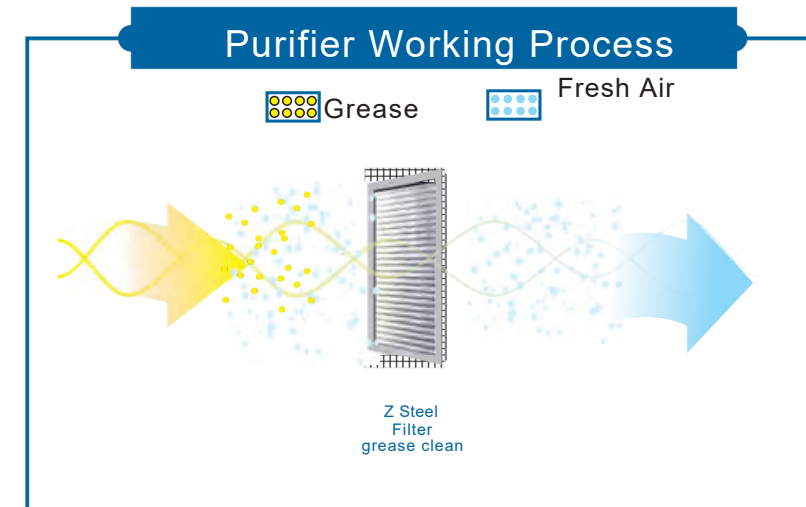 Purifier Working Process
Grease
Fresh Air
Z Steel
Filter
grease clean